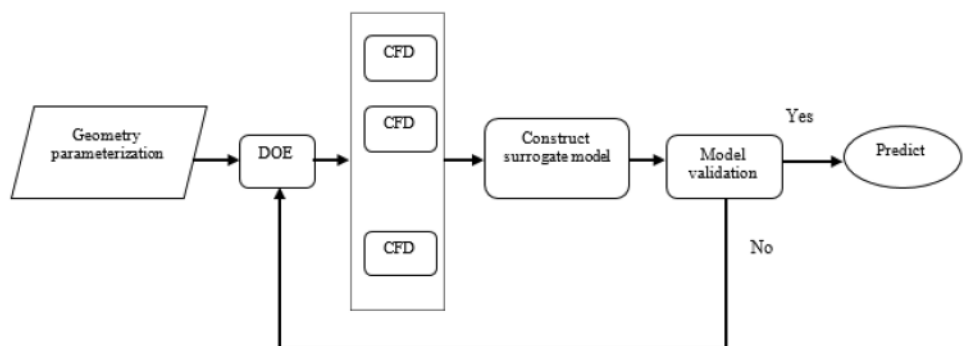 Geometry
parameterization
DOE
CFD
CFD
CFD
Construct
surrogate model
Model
validation
Yes
No
Predict